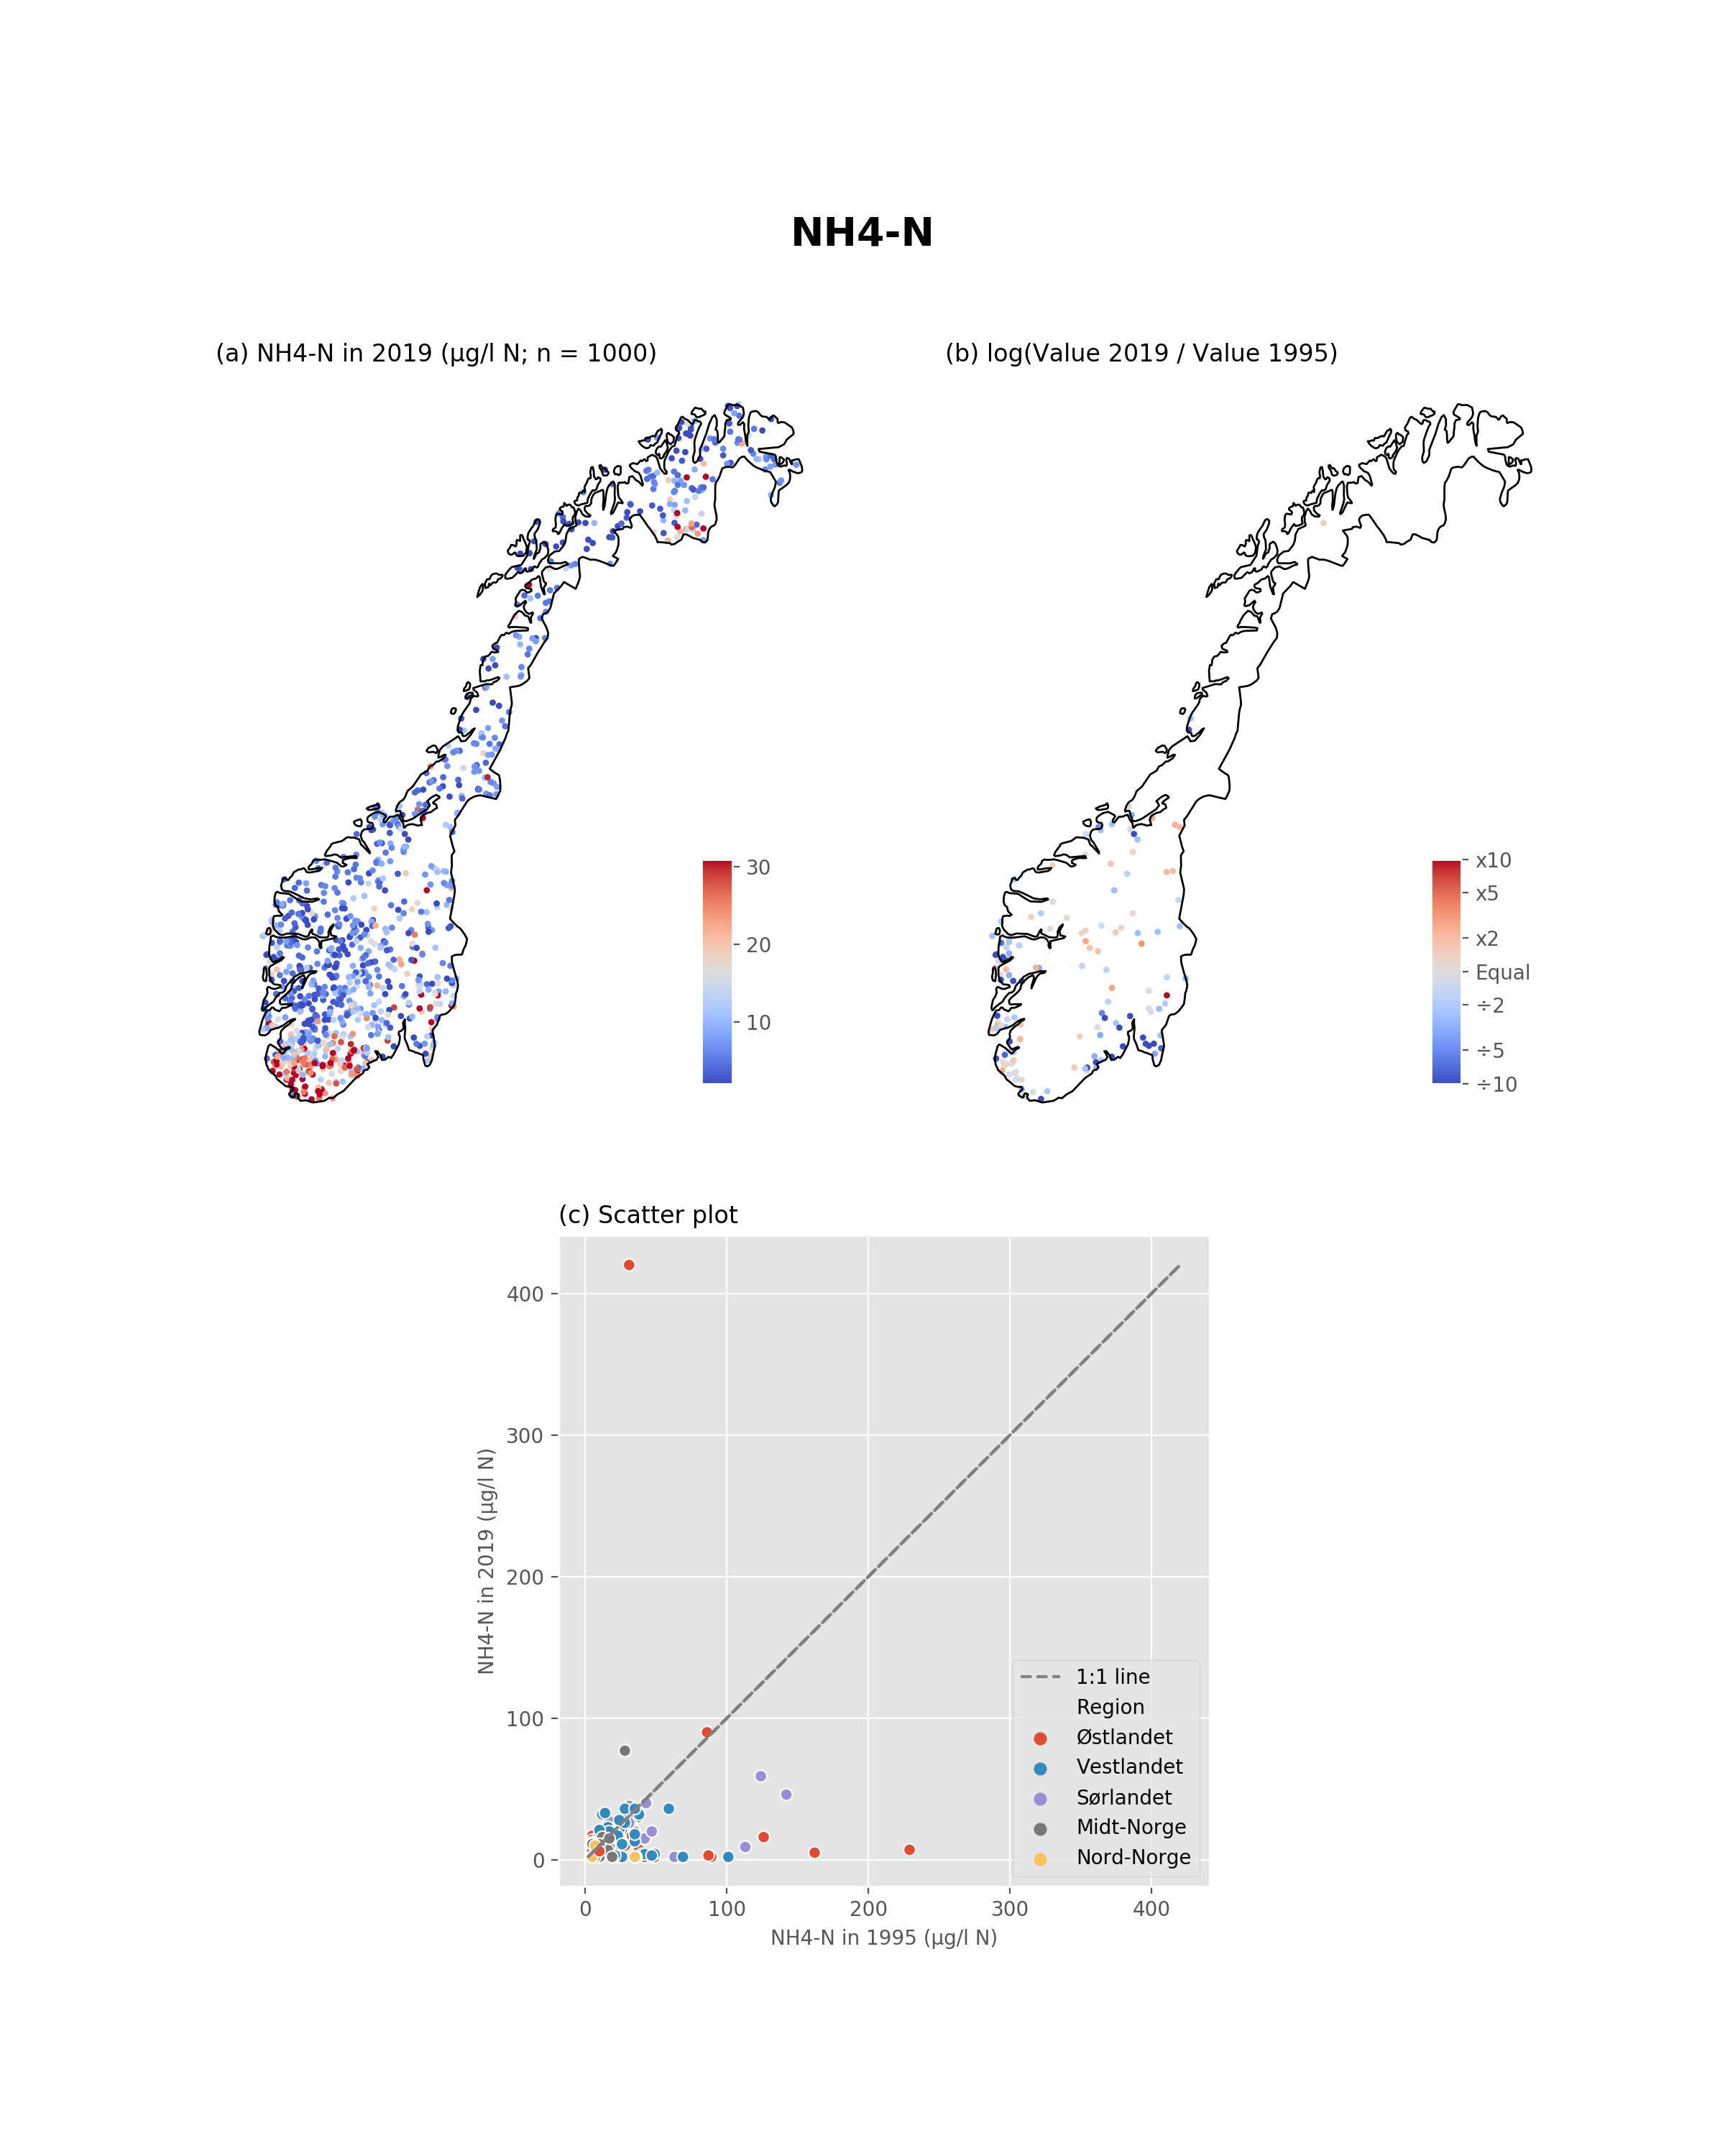 NH4-N
(a) NH4-N in 2019 (µg/l N; n = 1000)
(b) log(Value 2019 / Value 1995)
30
20
10
x10
x5
x2
Equal
÷2
÷5
÷10
(c) Scatter plot
NH4-N in 2019 (µg/l N)
400
300
200
100
0
1:1 line
Region
Østlandet
Vestlandet
Sørlandet
Midt-Norge
Nord-Norge
0 100 200 300 400
NH4-N in 1995 (µg/l N)